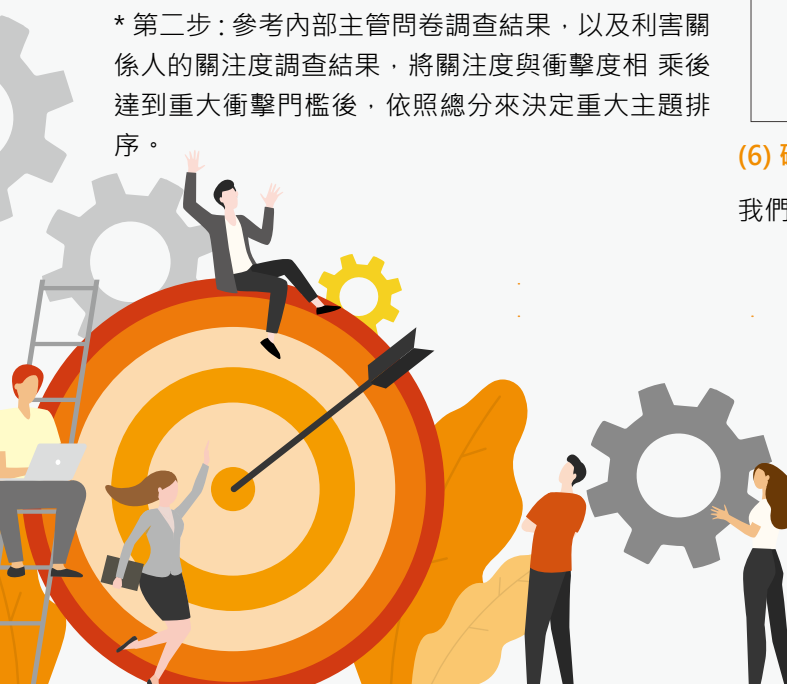 * 第二步:參考內部主管問卷調查結果,以及利害關
係人的關注度調查結果,將關注度與衝擊度相 乘後
達到重大衝擊門檻後,依照總分來決定重大主題排
序。
(6)
我們